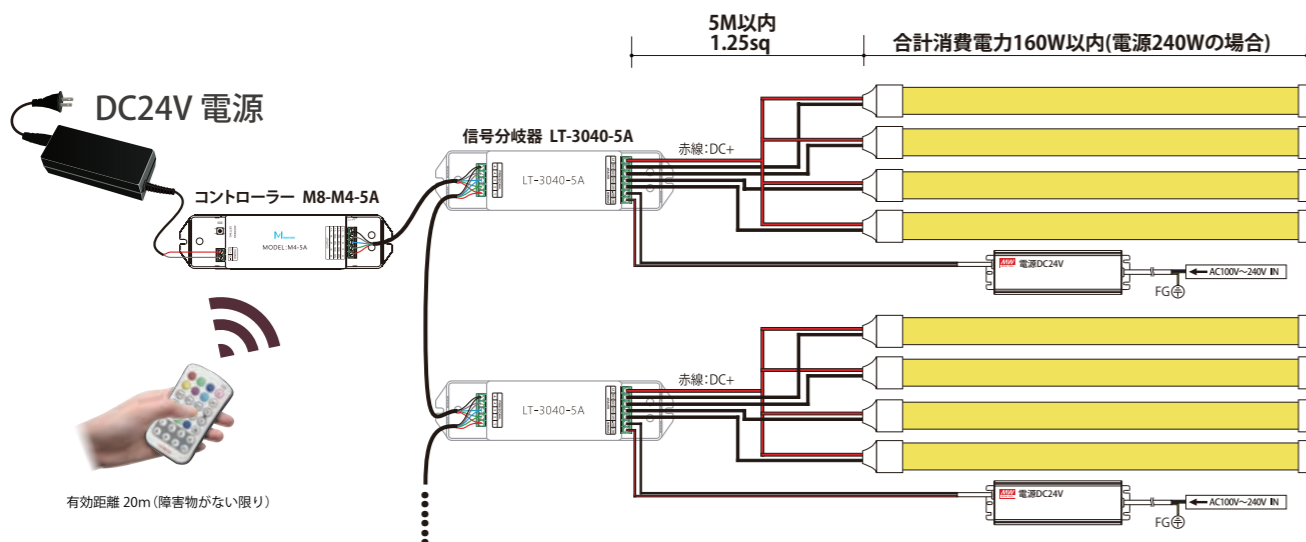 5M以内
1.25sq
合計消費電力160W以内(電源240Wの場合)
DC24V 電源
信号分岐器 LT-3040-5A
赤線:DC+
LT-3040-5A
コントローラー M8-M4-5A
MODEL:M4-5A
MW 電源DC24V
AC100V～240V IN
FG
赤線:DC+
LT-3040-5A
有効距離 20m（障害物がない限り）
MW 電源DC24V
AC100V～240V IN
FG